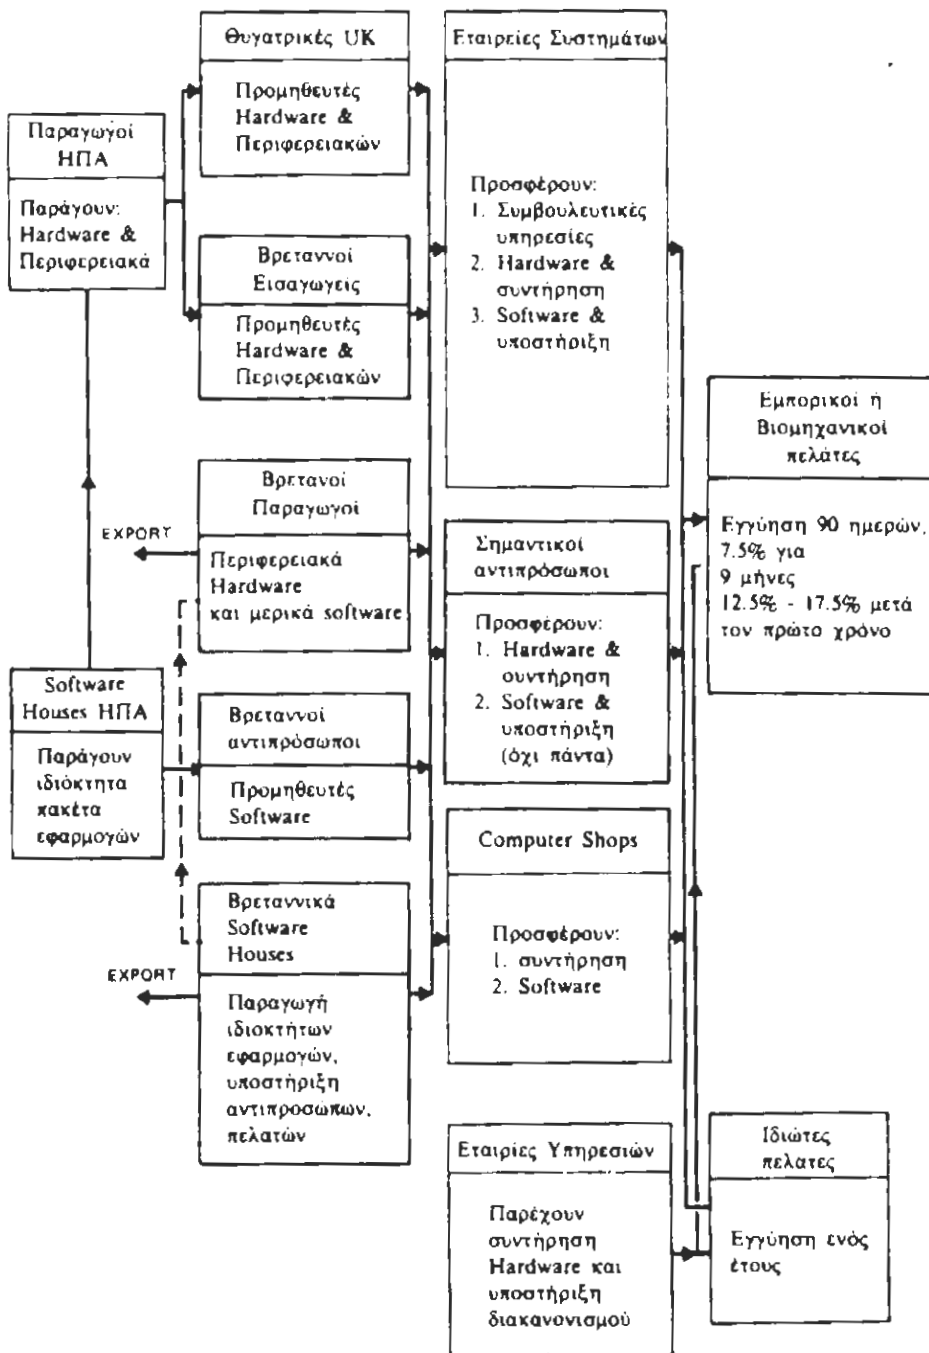 Παραγωγοί
ΗΠΑ
Παράγουν:
Hardware &
Περιφερειακά
Software
Houses ΗΠΑ
Παράγουν
ιδιόκτητα
πακέτα
εφαρμογών
Θυγατρικές UK
Προμηθευτές
Hardware &
Περιφερειακών
Βρεταννοί
Εισαγωγείς
Προμηθευτές
Hardware &
Περιφερειακών
Βρετανοί
Παραγωγοί
EXPORT
Περιφερειακά
Hardware
και μερικά software
Βρεταννοί
αντιπρόσωποι
Προμηθευτές
Software
Βρεταννικά
Software
Houses
EXPORT
Παραγωγή
ιδιοκτήτων
εφαρμογών,
υποστήριξη
αντιπροσώπων,
πελατών
Εταιρείες Συστημάτων
Προσφέρουν:
1. Συμβουλευτικές
υπηρεσίες
2. Hardware &
συντήρηση
3. Software &
υποστήριξη
Σημαντικοί
αντιπρόσωποι
Προσφέρουν:
1. Hardware &
συντήρηση
2. Software &
υποστήριξη
(όχι πάντα)
Computer Shops
Προσφέρουν:
1. συντήρηση
2. Software
Εταιρίες Υπηρεσιών
Παρέχουν
συντήρηση
Hardware και
υποστήριξη
διακανονισμού
Εμπορικοί ή
Βιομηχανικοί
πελάτες
Εγγύηση 90 ημερών,
7.5% για
9 μήνες
12.5% - 17.5% μετά
τον πρώτο χρόνο
Ιδιώτες
πελατες
Εγγύηση ενός
έτους